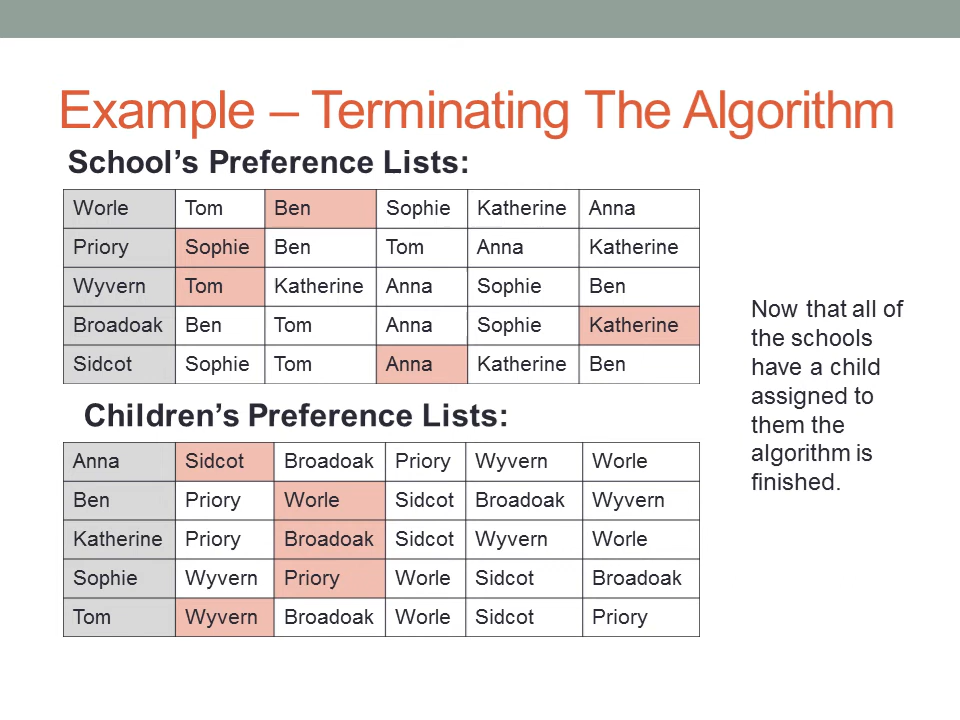 Example – Terminating The Algorithm
School’s Preference Lists:
Worle Tom Ben Sophie Katherine Anna
Priory Sophie Ben Tom Anna Katherine
Wyvern Tom Katherine Anna Sophie Ben
Broadoak Ben Tom Anna Sophie Katherine
Sidcot Sophie Tom Anna Katherine Ben
Children’s Preference Lists:
Anna Sidcot Broadoak Priory Wyvern Worle
Ben Priory Worle Sidcot Broadoak Wyvern
Katherine Priory Broadoak Sidcot Wyvern Worle
Sophie Wyvern Priory Worle Sidcot Broadoak
Tom Wyvern Broadoak Worle Sidcot Priory
Now that all of
the schools
have a child
assigned to
them the
algorithm is
finished.